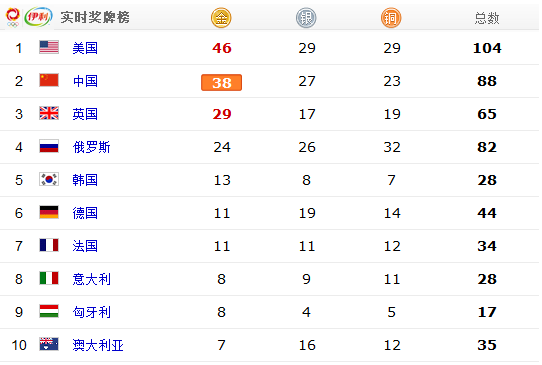 伊利 实时奖牌榜 金 银 铜 总数
1 美国 46 29 29 104
2 中国 38 27 23 88
3 英国 29 17 19 65
4 俄罗斯 24 26 32 82
5 韩国 13 8 7 28
6 德国 11 19 14 44
7 法国 11 11 12 34
8 意大利 8 9 11 28
9 匈牙利 8 4 5 17
10 澳大利亚 7 16 12 35